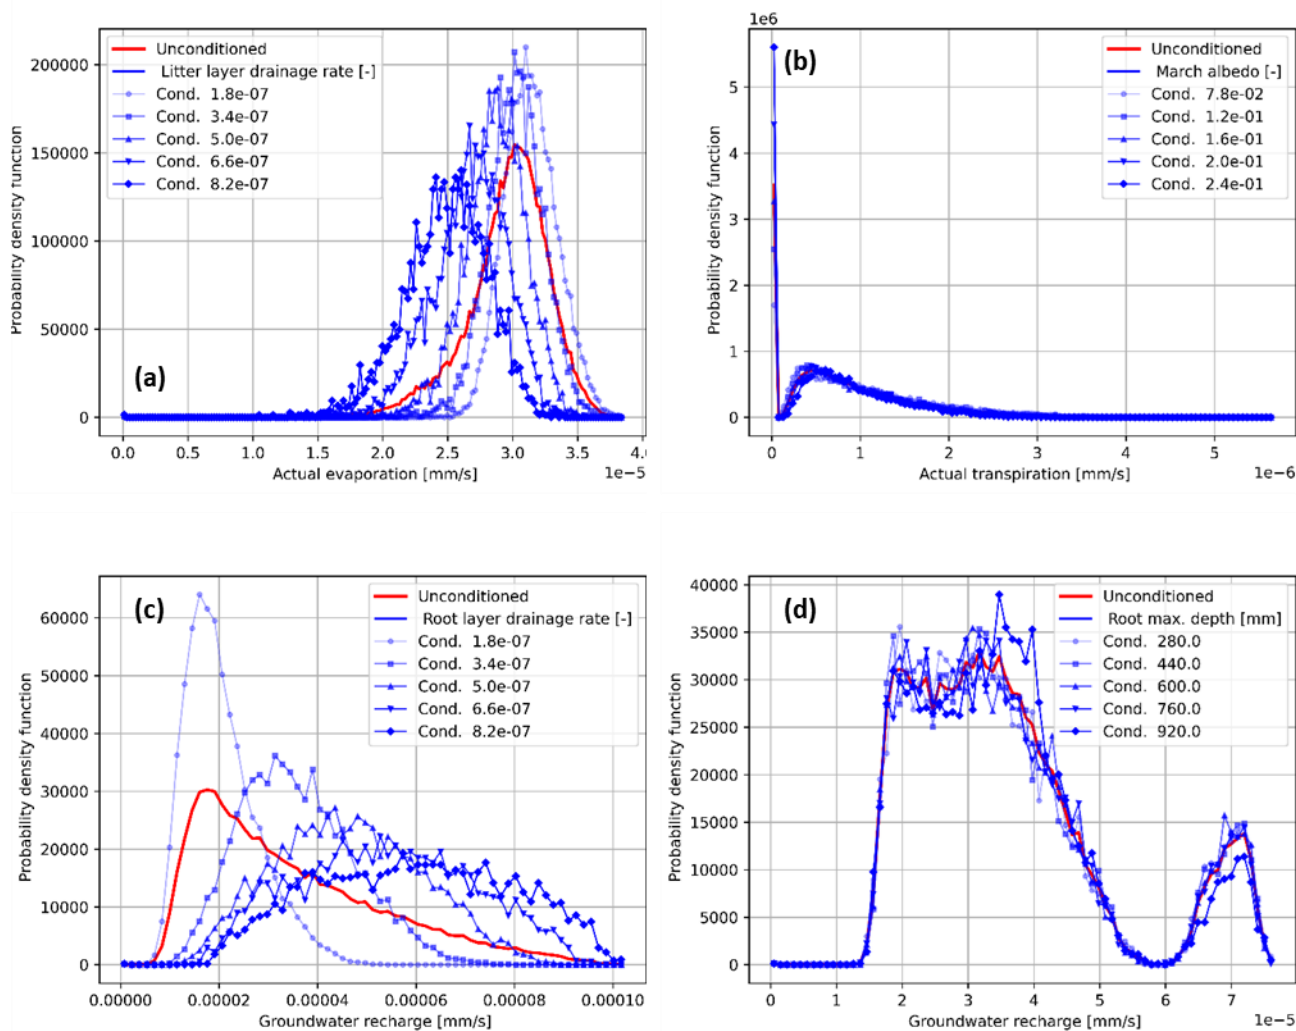 Unconditioned
Litter layer drainage rate [-]
Cond. 1.8e-07
Cond. 3.4e-07
Cond. 5.0e-07
Cond. 6.6e-07
Cond. 8.2e-07
200000
150000
100000
50000
0
Probability density function
(a)
0.0 0.5 1.0 1.5 2.0 2.5 3.0 3.5 4.0
Actual evaporation [mm/s]
1e−5
1e6
(b)
Unconditioned
March albedo [-]
Cond. 7.8e-02
Cond. 1.2e-01
Cond. 1.6e-01
Cond. 2.0e-01
Cond. 2.4e-01
5
4
3
2
1
0
Probability density function
0 1 2 3 4 5
Actual transpiration [mm/s]
1e−6
(c)
Unconditioned
Root layer drainage rate [-]
Cond. 1.8e-07
Cond. 3.4e-07
Cond. 5.0e-07
Cond. 6.6e-07
Cond. 8.2e-07
60000
50000
40000
30000
20000
10000
0
Probability density function
0.00000 0.00002 0.00004 0.00006 0.00008 0.00010
Groundwater recharge [mm/s]
(d)
Unconditioned
Root max. depth [mm]
Cond. 280.0
Cond. 440.0
Cond. 600.0
Cond. 760.0
Cond. 920.0
40000
35000
30000
25000
20000
15000
10000
5000
0
Probability density function
0 1 2 3 4 5 6 7
Groundwater recharge [mm/s]
1e−5